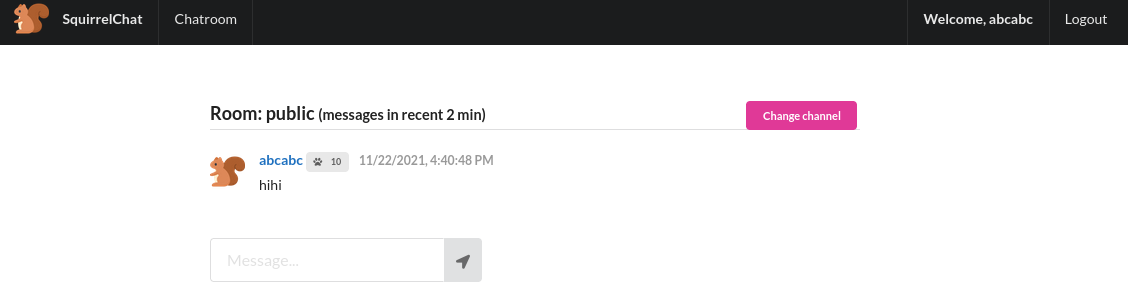 SquirrelChat Chatroom Welcome, abcabc Logout
Room: public (messages in recent 2 min) Change channel
abcabc 10 11/22/2021, 4:40:48 PM
hihi
Message...